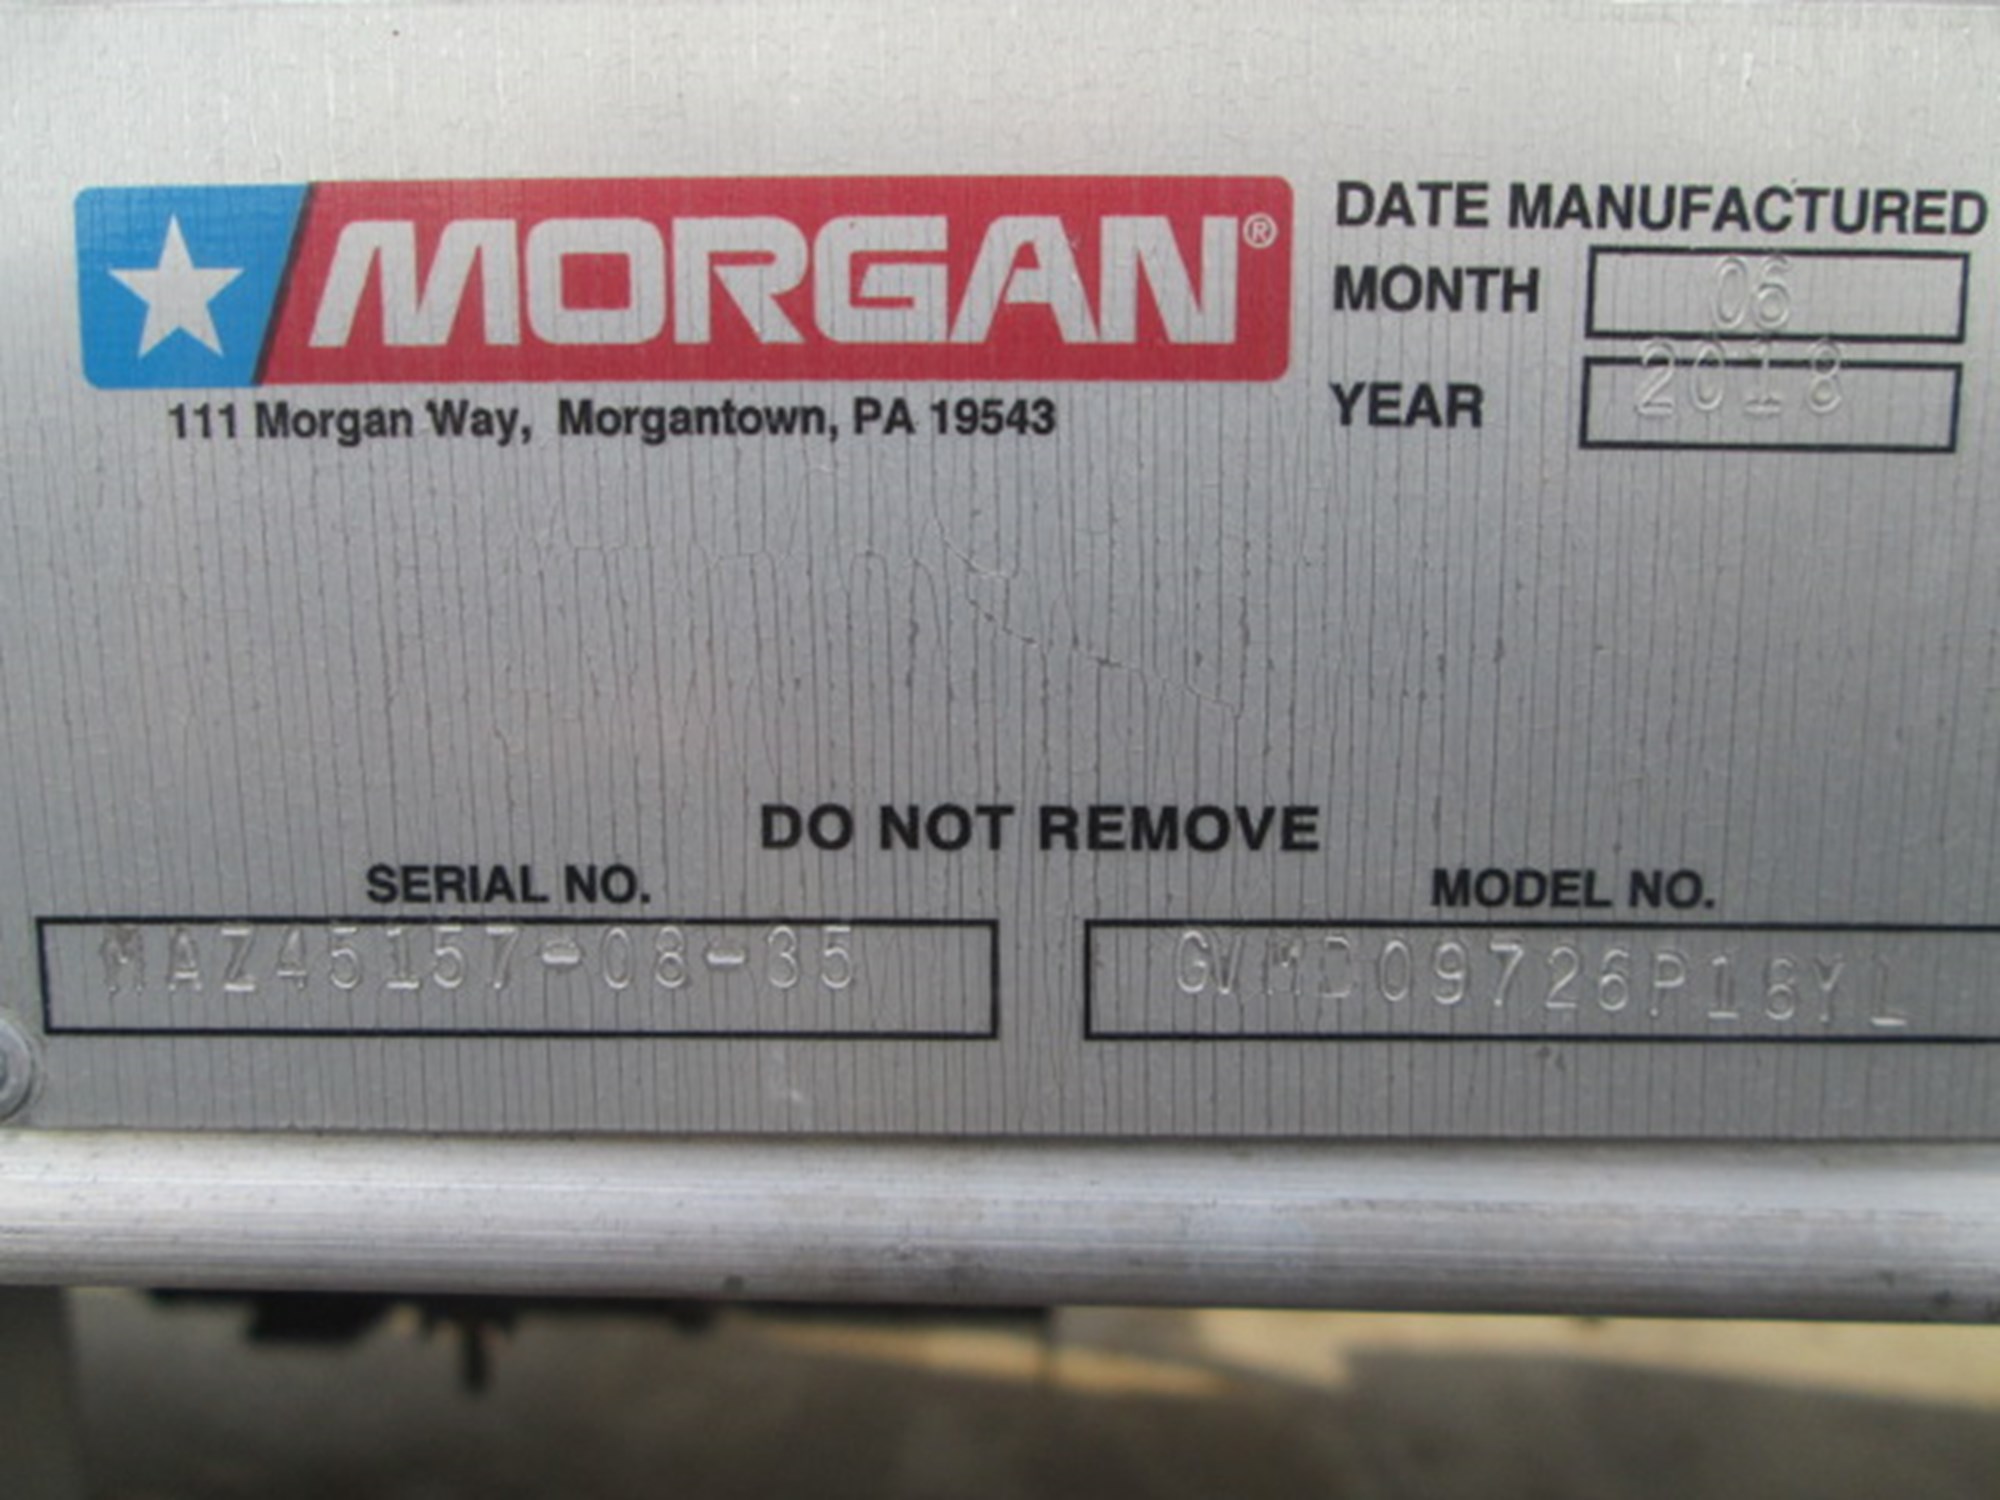 MORGAN®
111 Morgan Way, Morgantown, PA 19543
DATE MANUFACTURED
MONTH 06
YEAR 2018
DO NOT REMOVE
SERIAL NO.
MAZ45157-08-35
MODEL NO.